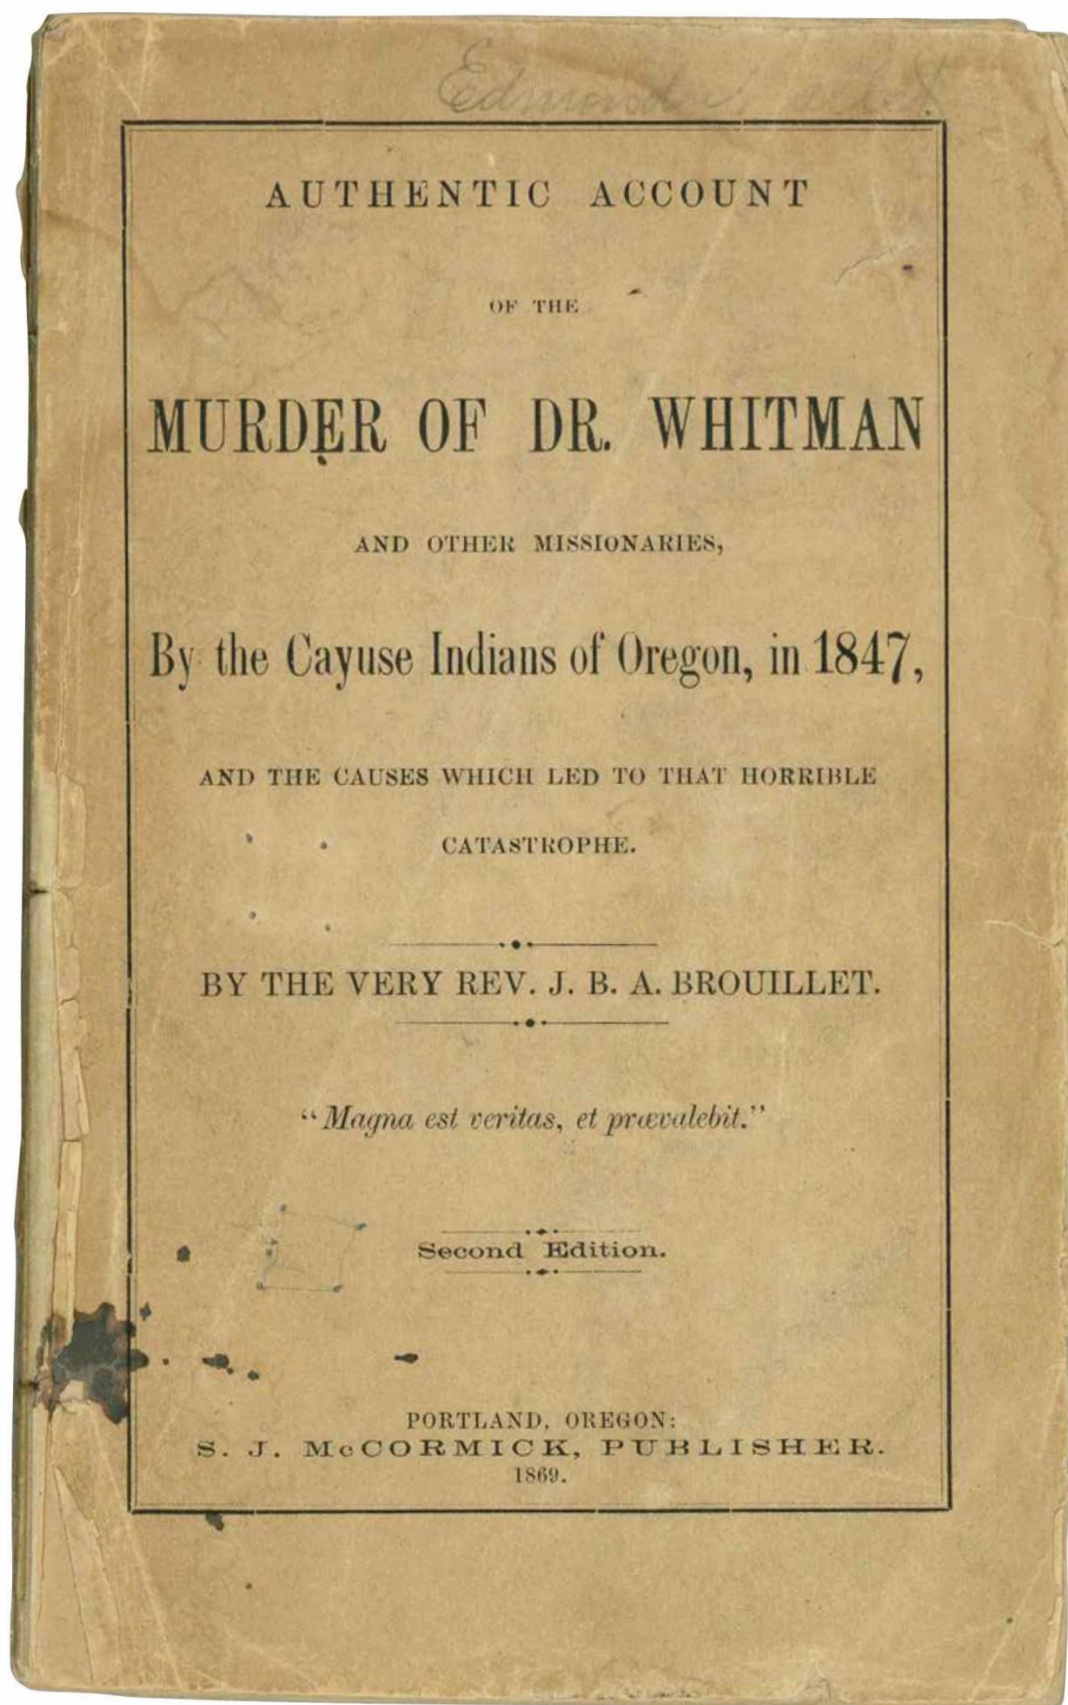 AUTHENTIC ACCOUNT
OF THE
MURDER OF DR. WHITMAN
AND OTHER MISSIONARIES,
By the Cayuse Indians of Oregon, in 1847,
AND THE CAUSES WHICH LED TO THAT HORRIBLE
CATASTROPHE.
BY THE VERY REV. J. B. A. BROUILLET.
"Magna est veritas, et prævalebit."
Second Edition.
PORTLAND, OREGON:
S. J. McCORMICK, PUBLISHER.
1869.